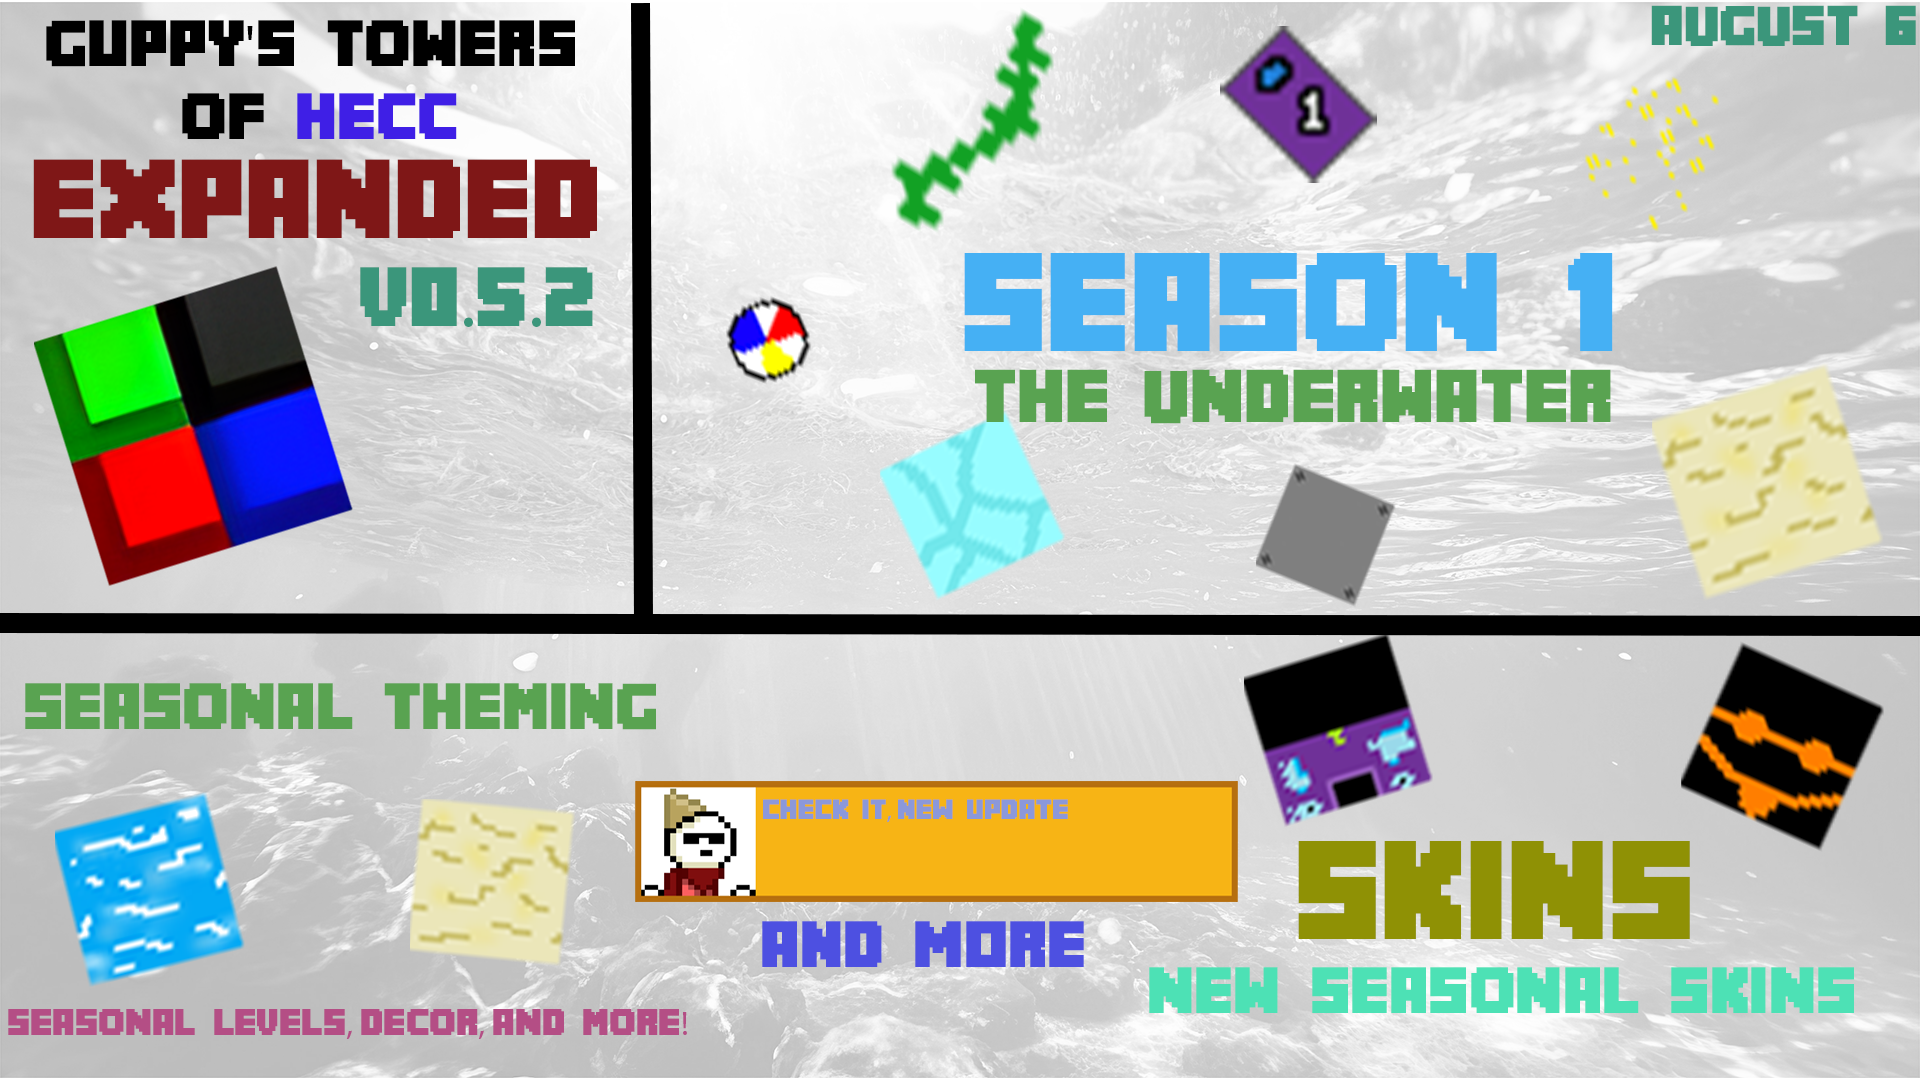 GUPPY'S TOWERS
OF HECC
EXPANDED
V0.5.2
AUGUST 6
1
SEASON 1
THE UNDERWATER
SEASONAL THEMING
SEASONAL LEVELS, DECOR, AND MORE!
CHECK IT, NEW UPDATE
AND MORE
SKINS
NEW SEASONAL SKINS